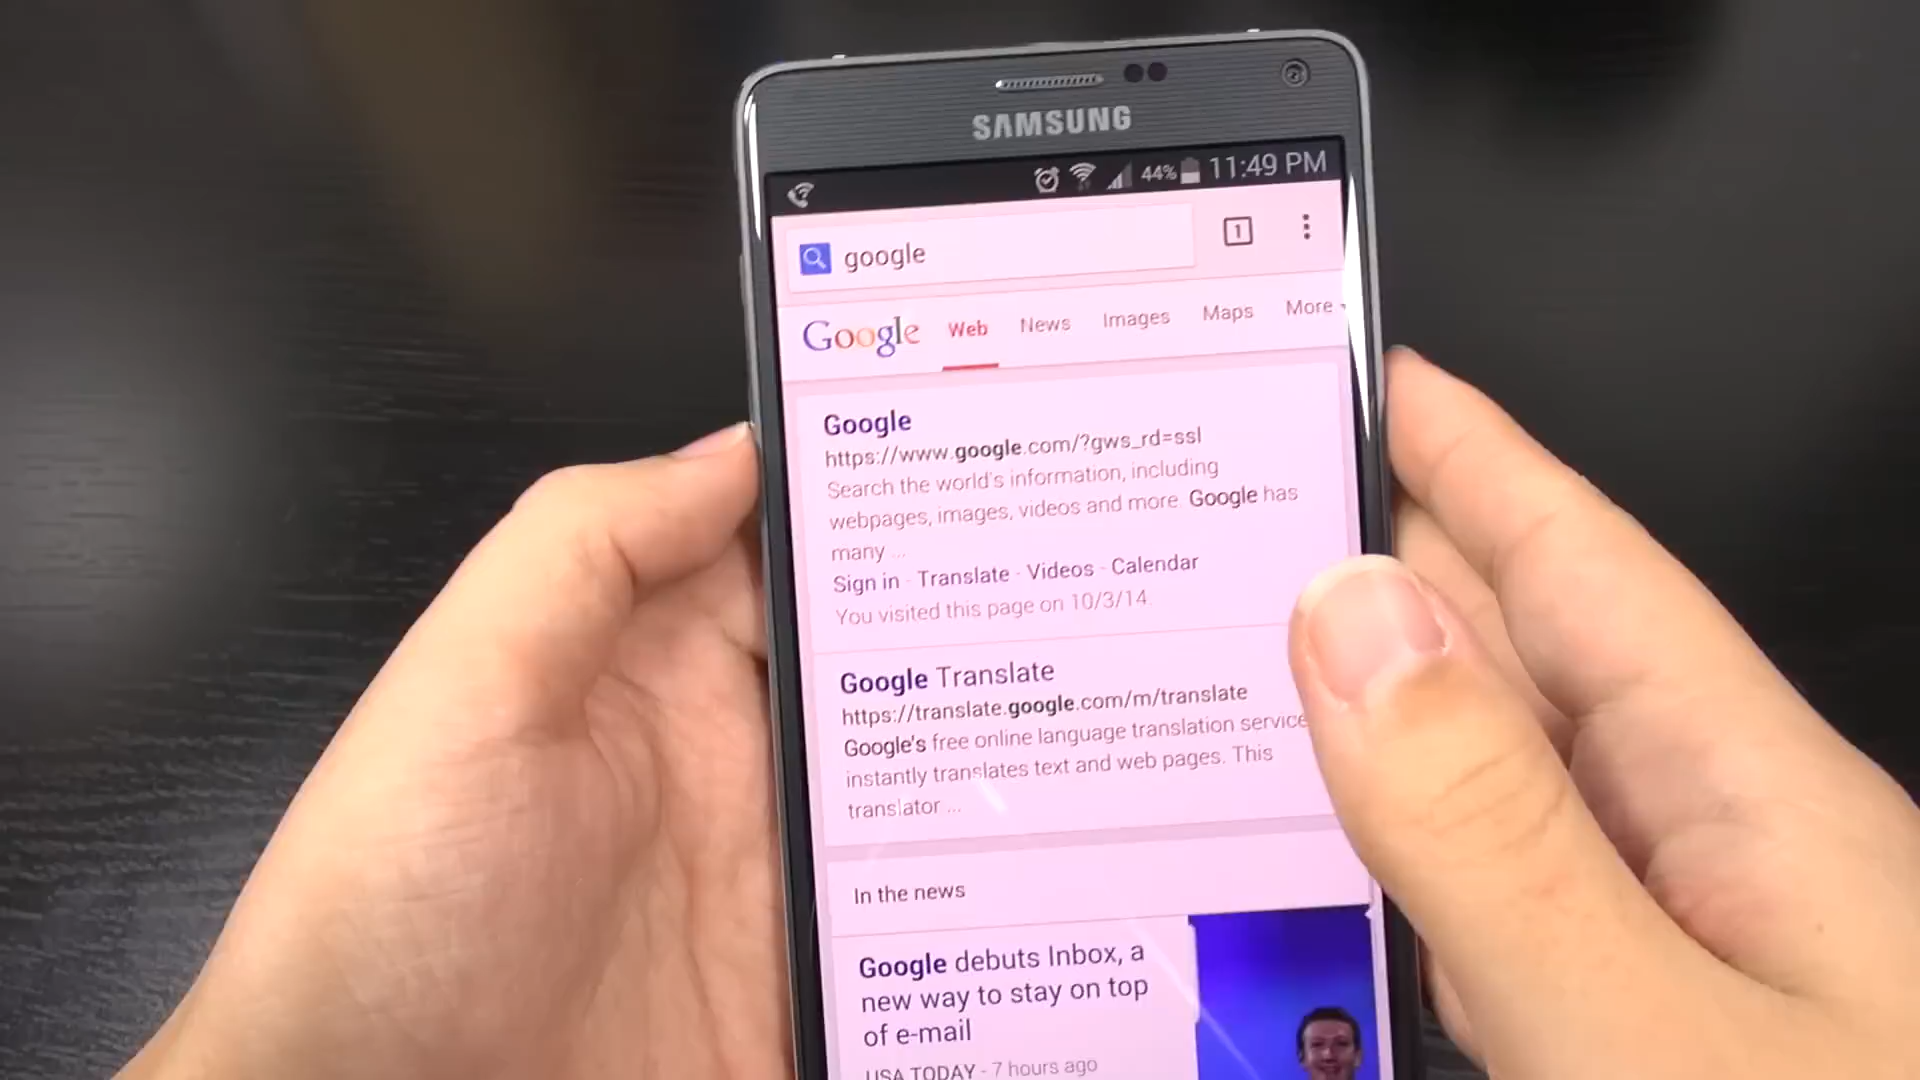 SAMSUNG
44% 11:49 PM
google 1
Google Web News Images Maps More
Google
https://www.google.com/?gws_rd=ssl
Search the world's information, including
webpages, images, videos and more. Google has
many ...
Sign in · Translate · Videos · Calendar
You visited this page on 10/3/14.
Google Translate
https://translate.google.com/m/translate
Google's free online language translation service
instantly translates text and web pages. This
translator ...
In the news
Google debuts Inbox, a
new way to stay on top
of e-mail
USA TODAY - 7 hours ago